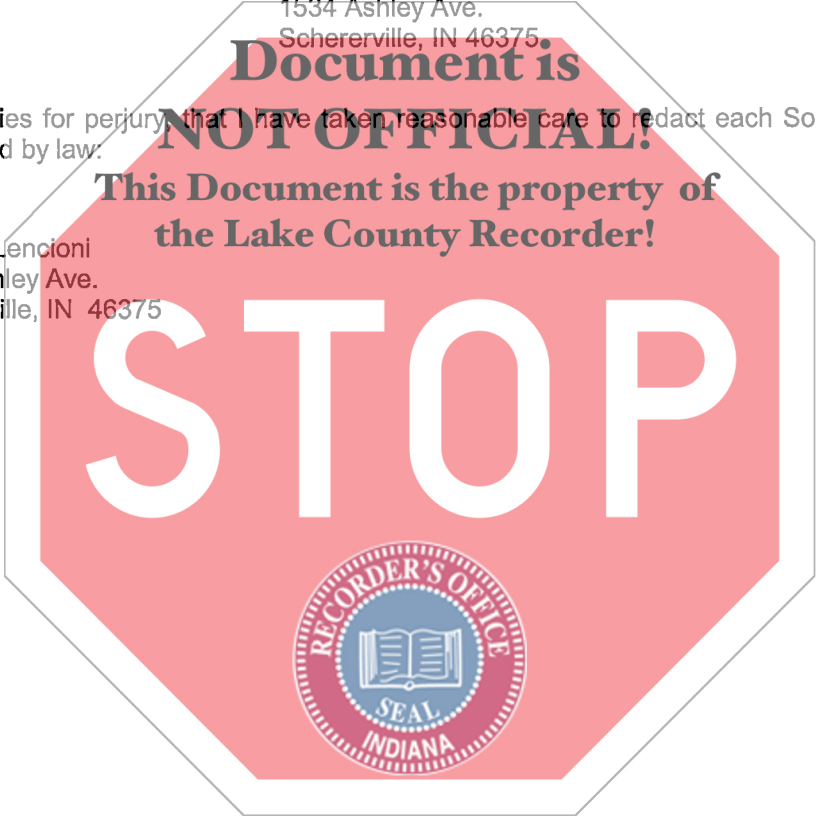 1534 Ashley Ave.
Schererville, IN 46375
Document is
ies for perjury, that I have taken reasonable care to redact each So
NOT OFFICIAL!
d by law:
This Document is the property of
the Lake County Recorder!
Lencioni
hley Ave.
ille, IN 46375
STOP
RECORDER'S OFFICE
SEAL
INDIANA